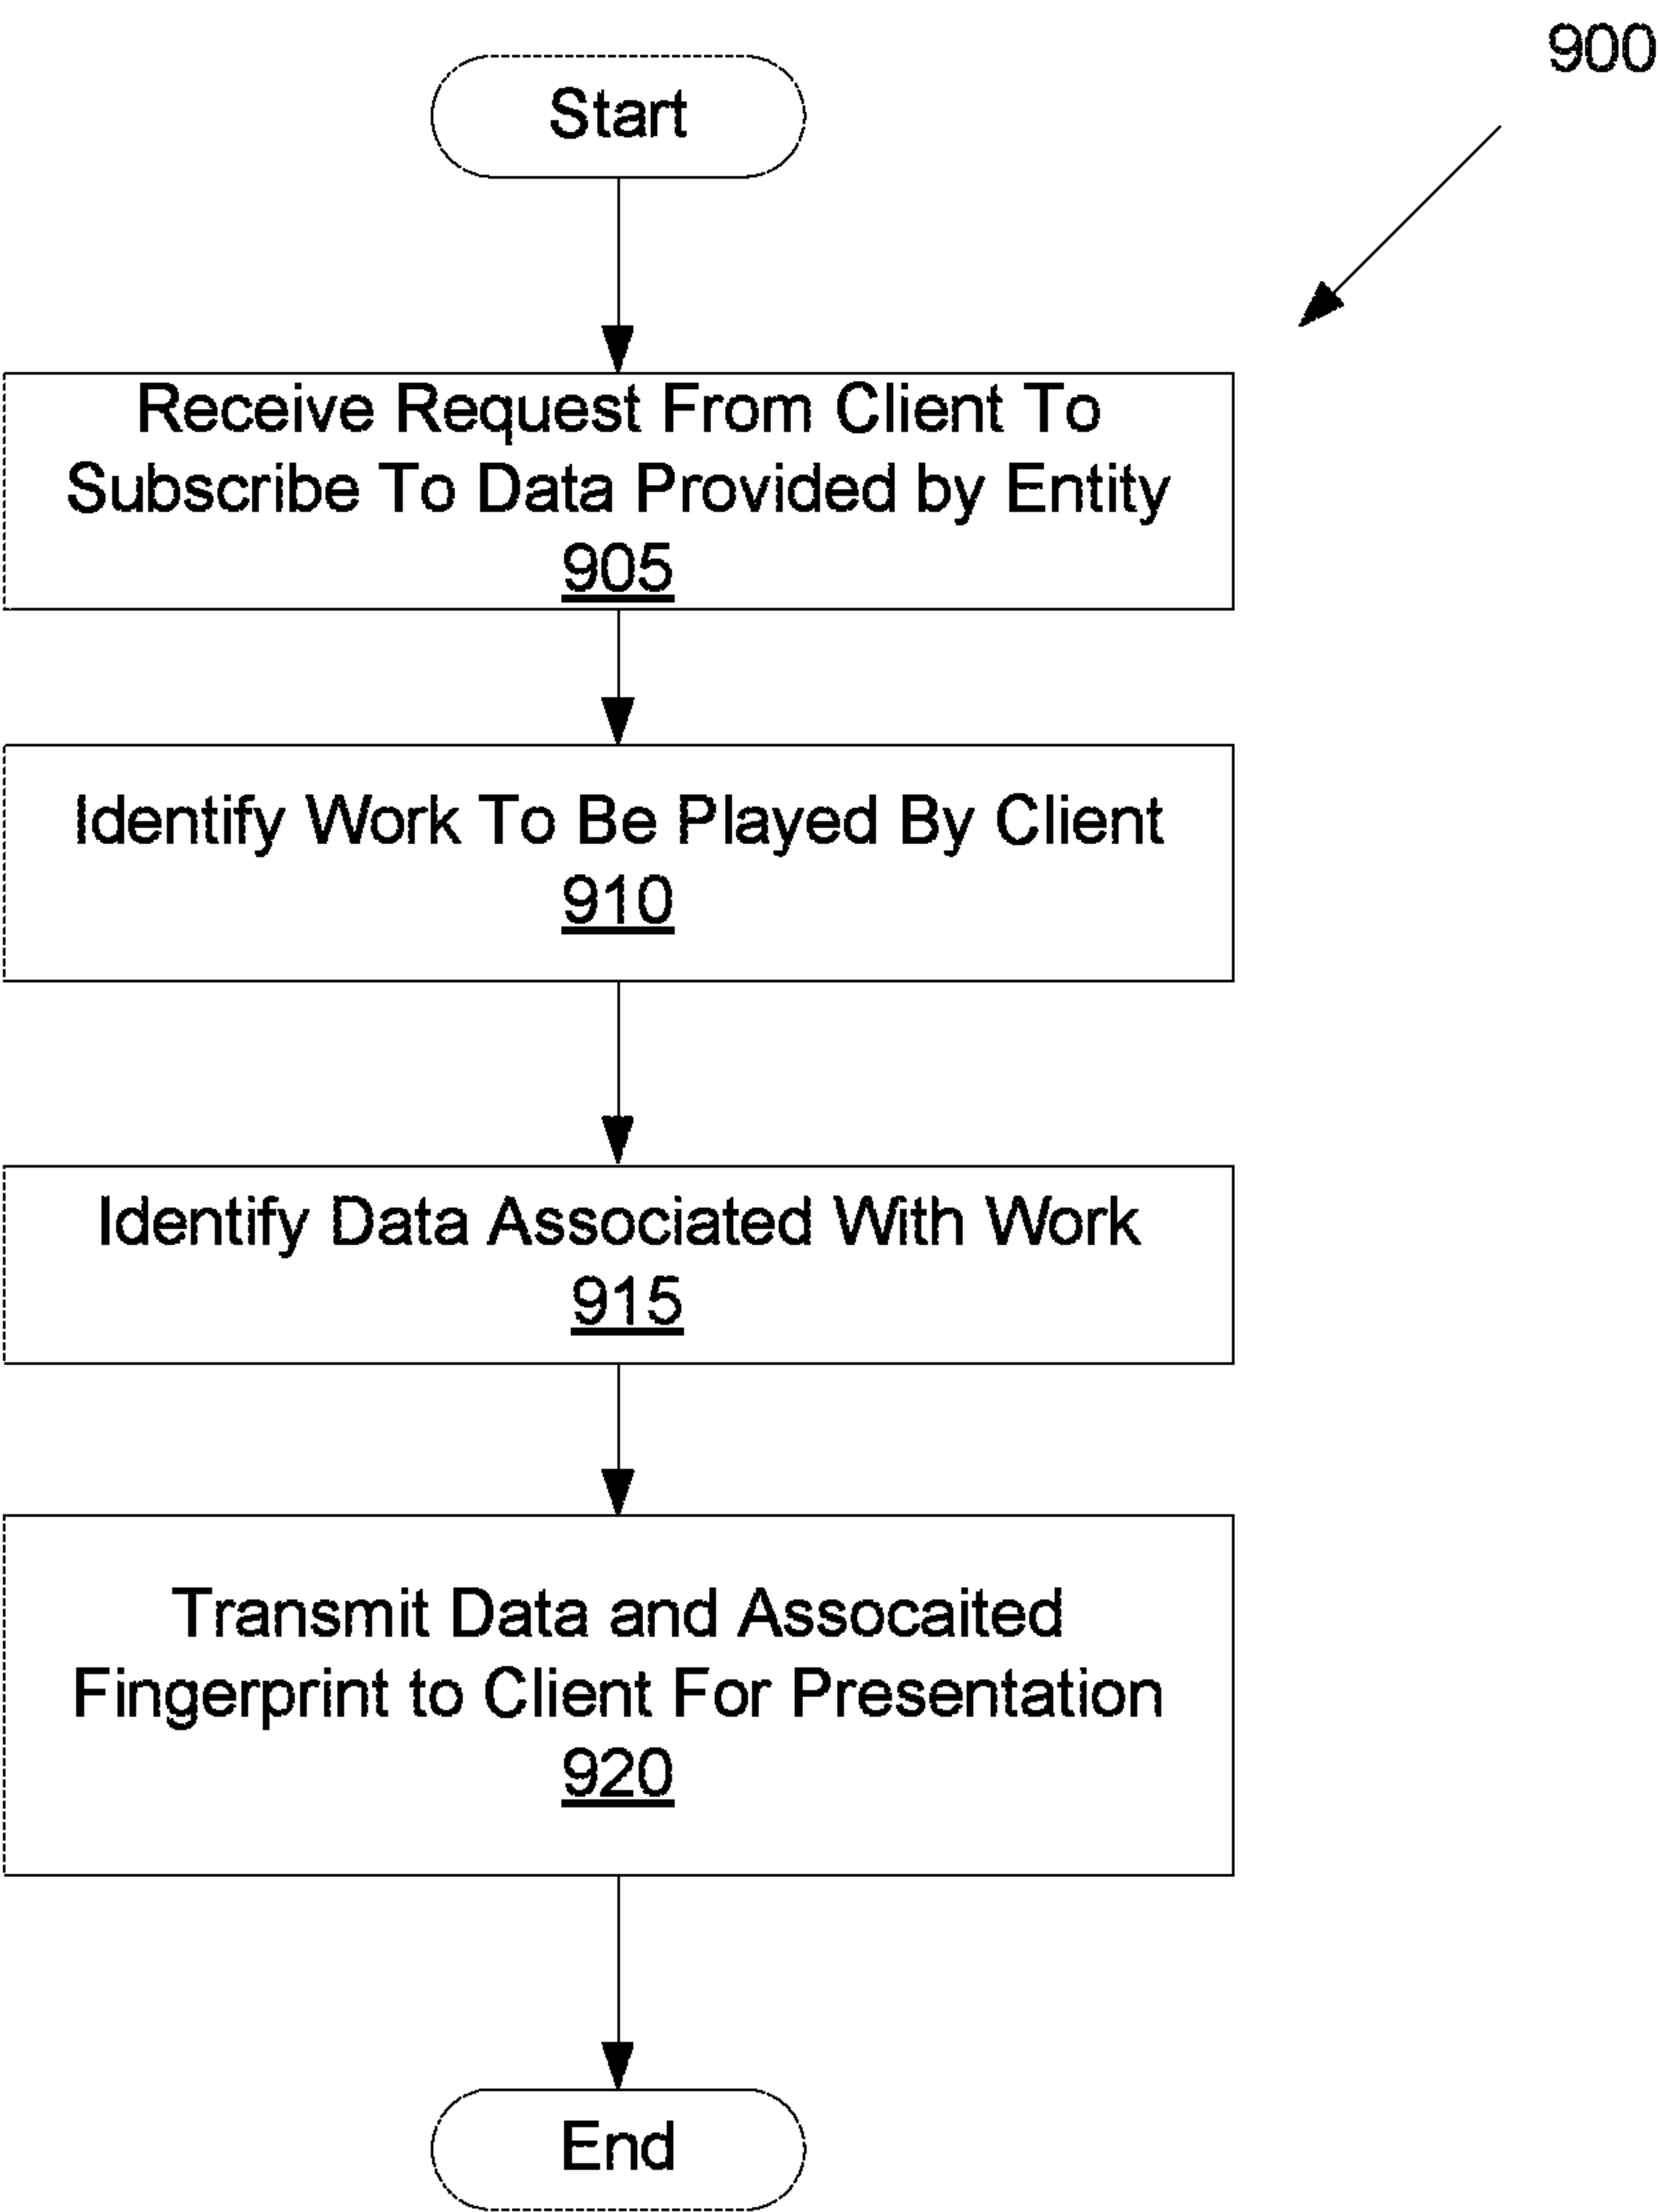 900
Start
Receive Request From Client To
Subscribe To Data Provided by Entity
905
Identify Work To Be Played By Client
910
Identify Data Associated With Work
915
Transmit Data and Assocaited
Fingerprint to Client For Presentation
920
End